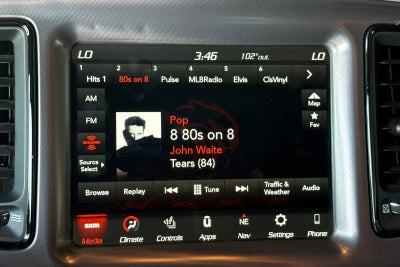 LO 3:46 102°OUT. LO
1 2 3 4 5 6
Hits 1 80s on 8 Pulse MLBRadio Elvis ClsVinyl
AM
Map
FM
Pop
Fav
8 80s on 8
John Waite
Source
Select
Tears (84)
Browse Replay Tune Traffic & Weather Audio
sxm NE
Media Climate Controls Apps Nav Settings Phone